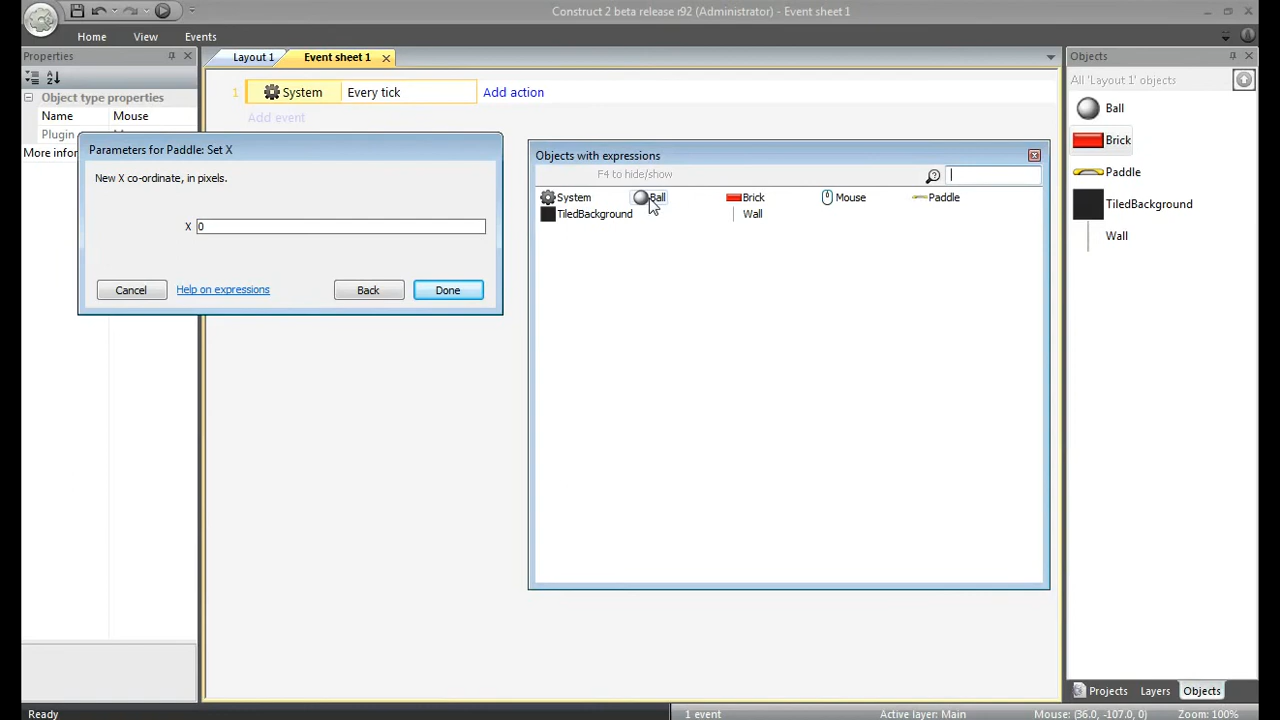 Construct 2 beta release r92 (Administrator) - Event sheet 1
Home View Events
Properties
Layout 1 Event sheet 1
Objects
Object type properties
Name Mouse
Plugin
More infor
1 System Every tick Add action
Add event
Parameters for Paddle: Set X
New X co-ordinate, in pixels.
X 0
Cancel Help on expressions Back Done
Objects with expressions
F4 to hide/show
System Ball Brick Mouse Paddle
TiledBackground Wall
All 'Layout 1' objects
Ball
Brick
Paddle
TiledBackground
Wall
Projects Layers Objects
Ready 1 event Active layer: Main Mouse: (36.0, -107.0, 0) Zoom: 100%